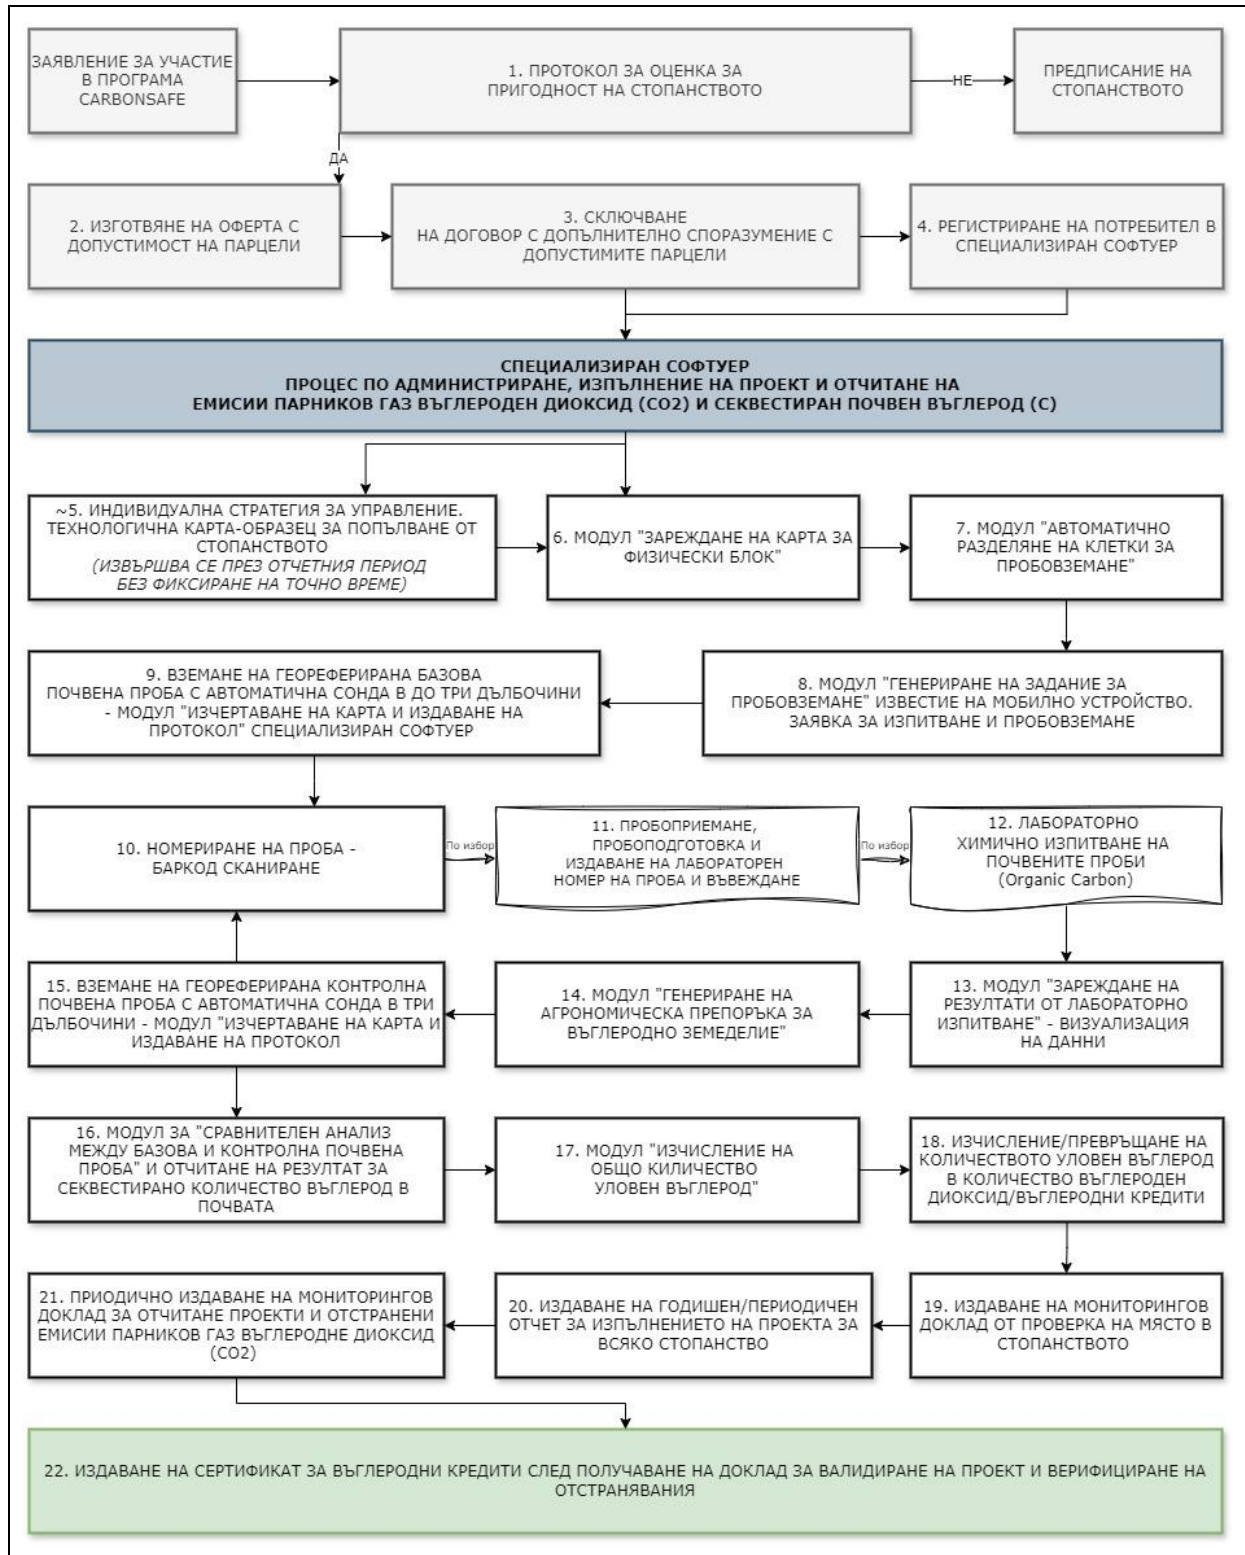 ЗАЯВЛЕНИЕ ЗА УЧАСТИЕ
В ПРОГРАМА
CARBONSAFE
1. ПРОТОКОЛ ЗА ОЦЕНКА ЗА
ПРИГОДНОСТ НА СТОПАНСТВОТО
НЕ
ПРЕДПИСАНИЕ НА
СТОПАНСТВОТО
ДА
2. ИЗГОТВЯНЕ НА ОФЕРТА С
ДОПУСТИМОСТ НА ПАРЦЕЛИ
3. СКЛЮЧВАНЕ
НА ДОГОВОР С ДОПЪЛНИТЕЛНО СПОРАЗУМЕНИЕ С
ДОПУСТИМИТЕ ПАРЦЕЛИ
4. РЕГИСТРИРАНЕ НА ПОТРЕБИТЕЛ В
СПЕЦИАЛИЗИРАН СОФТУЕР
СПЕЦИАЛИЗИРАН СОФТУЕР
ПРОЦЕС ПО АДМИНИСТРИРАНЕ, ИЗПЪЛНЕНИЕ НА ПРОЕКТ И ОТЧИТАНЕ НА
ЕМИСИИ ПАРНИКОВ ГАЗ ВЪГЛЕРОДЕН ДИОКСИД (CO2) И СЕКВЕСТИРАН ПОЧВЕН ВЪГЛЕРОД (C)
~5. ИНДИВИДУАЛНА СТРАТЕГИЯ ЗА УПРАВЛЕНИЕ.
ТЕХНОЛОГИЧНА КАРТА-ОБРАЗЕЦ ЗА ПОПЪЛВАНЕ ОТ
СТОПАНСТВОТО
(ИЗВЪРШВА СЕ ПРЕЗ ОТЧЕТНИЯ ПЕРИОД
БЕЗ ФИКСИРАНЕ НА ТОЧНО ВРЕМЕ)
6. МОДУЛ "ЗАРЕЖДАНЕ НА КАРТА ЗА
ФИЗИЧЕСКИ БЛОК"
7. МОДУЛ "АВТОМАТИЧНО
РАЗДЕЛЯНЕ НА КЛЕТКИ ЗА
ПРОБОВЗЕМАНЕ"
9. ВЗЕМАНЕ НА ГЕОРЕФЕРИРАНА БАЗОВА
ПОЧВЕНА ПРОБА С АВТОМАТИЧНА СОНДА В ДО ТРИ ДЪЛБОЧИНИ
- МОДУЛ "ИЗЧЕРТАВАНЕ НА КАРТА И ИЗДАВАНЕ НА
ПРОТОКОЛ" СПЕЦИАЛИЗИРАН СОФТУЕР
8. МОДУЛ "ГЕНЕРИРАНЕ НА ЗАДАНИЕ ЗА
ПРОБОВЗЕМАНЕ" ИЗВЕСТИЕ НА МОБИЛНО УСТРОЙСТВО.
ЗАЯВКА ЗА ИЗПИТВАНЕ И ПРОБОВЗЕМАНЕ
10. НОМЕРИРАНЕ НА ПРОБА -
БАРКОД СКАНИРАНЕ
По избор
11. ПРОБОПРИЕМАНЕ,
ПРОБОПОДГОТОВКА И
ИЗДАВАНЕ НА ЛАБОРАТОРЕН
НОМЕР НА ПРОБА И ВЪВЕЖДАНЕ
По избор
12. ЛАБОРАТОРНО
ХИМИЧНО ИЗПИТВАНЕ НА
ПОЧВЕНИТЕ ПРОБИ
(Organic Carbon)
15. ВЗЕМАНЕ НА ГЕОРЕФЕРИРАНА КОНТРОЛНА
ПОЧВЕНА ПРОБА С АВТОМАТИЧНА СОНДА В ТРИ
ДЪЛБОЧИНИ - МОДУЛ "ИЗЧЕРТАВАНЕ НА КАРТА И
ИЗДАВАНЕ НА ПРОТОКОЛ
14. МОДУЛ "ГЕНЕРИРАНЕ НА
АГРОНОМИЧЕСКА ПРЕПОРЪКА ЗА
ВЪГЛЕРОДНО ЗЕМЕДЕЛИЕ"
13. МОДУЛ "ЗАРЕЖДАНЕ НА
РЕЗУЛТАТИ ОТ ЛАБОРАТОРНО
ИЗПИТВАНЕ" - ВИЗУАЛИЗАЦИЯ
НА ДАННИ
16. МОДУЛ ЗА "СРАВНИТЕЛЕН АНАЛИЗ
МЕЖДУ БАЗОВА И КОНТРОЛНА ПОЧВЕНА
ПРОБА" И ОТЧИТАНЕ НА РЕЗУЛТАТ ЗА
СЕКВЕСТИРАНО КОЛИЧЕСТВО ВЪГЛЕРОД В
ПОЧВАТА
17. МОДУЛ "ИЗЧИСЛЕНИЕ НА
ОБЩО КИЛИЧЕСТВО
УЛОВЕН ВЪГЛЕРОД"
18. ИЗЧИСЛЕНИЕ/ПРЕВРЪЩАНЕ НА
КОЛИЧЕСТВОТО УЛОВЕН ВЪГЛЕРОД
В КОЛИЧЕСТВО ВЪГЛЕРОДЕН
ДИОКСИД/ВЪГЛЕРОДНИ КРЕДИТИ
21. ПРИОДИЧНО ИЗДАВАНЕ НА МОНИТОРИНГОВ
ДОКЛАД ЗА ОТЧИТАНЕ ПРОЕКТИ И ОТСТРАНЕНИ
ЕМИСИИ ПАРНИКОВ ГАЗ ВЪГЛЕРОДНЕ ДИОКСИД
(CO2)
20. ИЗДАВАНЕ НА ГОДИШЕН/ПЕРИОДИЧЕН
ОТЧЕТ ЗА ИЗПЪЛНЕНИЕТО НА ПРОЕКТА ЗА
ВСЯКО СТОПАНСТВО
19. ИЗДАВАНЕ НА МОНИТОРИНГОВ
ДОКЛАД ОТ ПРОВЕРКА НА МЯСТО В
СТОПАНСТВОТО
22. ИЗДАВАНЕ НА СЕРТИФИКАТ ЗА ВЪГЛЕРОДНИ КРЕДИТИ СЛЕД ПОЛУЧАВАНЕ НА ДОКЛАД ЗА ВАЛИДИРАНЕ НА ПРОЕКТ И ВЕРИФИЦИРАНЕ НА
ОТСТРАНЯВАНИЯ